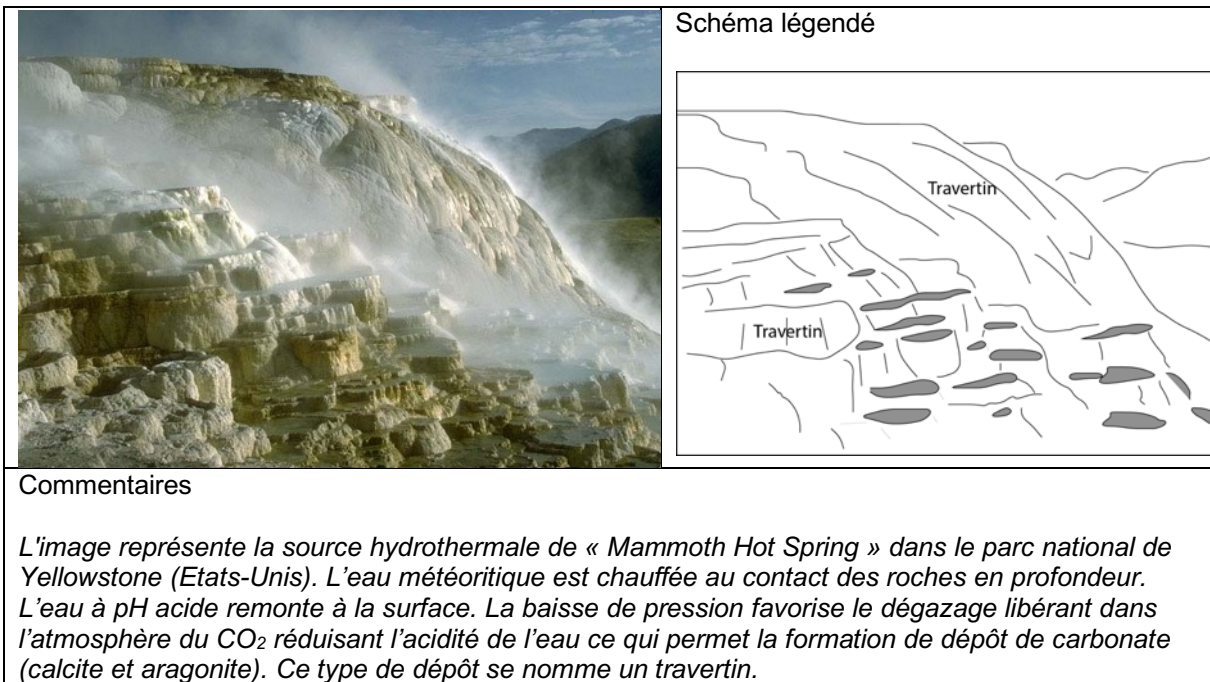 Schéma légendé
Travertin
Travertin
Commentaires
L'image représente la source hydrothermale de « Mammoth Hot Spring » dans le parc national de
Yellowstone (Etats-Unis). L’eau météoritique est chauffée au contact des roches en profondeur.
L’eau à pH acide remonte à la surface. La baisse de pression favorise le dégazage libérant dans
l’atmosphère du CO₂ réduisant l’acidité de l’eau ce qui permet la formation de dépôt de carbonate
(calcite et aragonite). Ce type de dépôt se nomme un travertin.